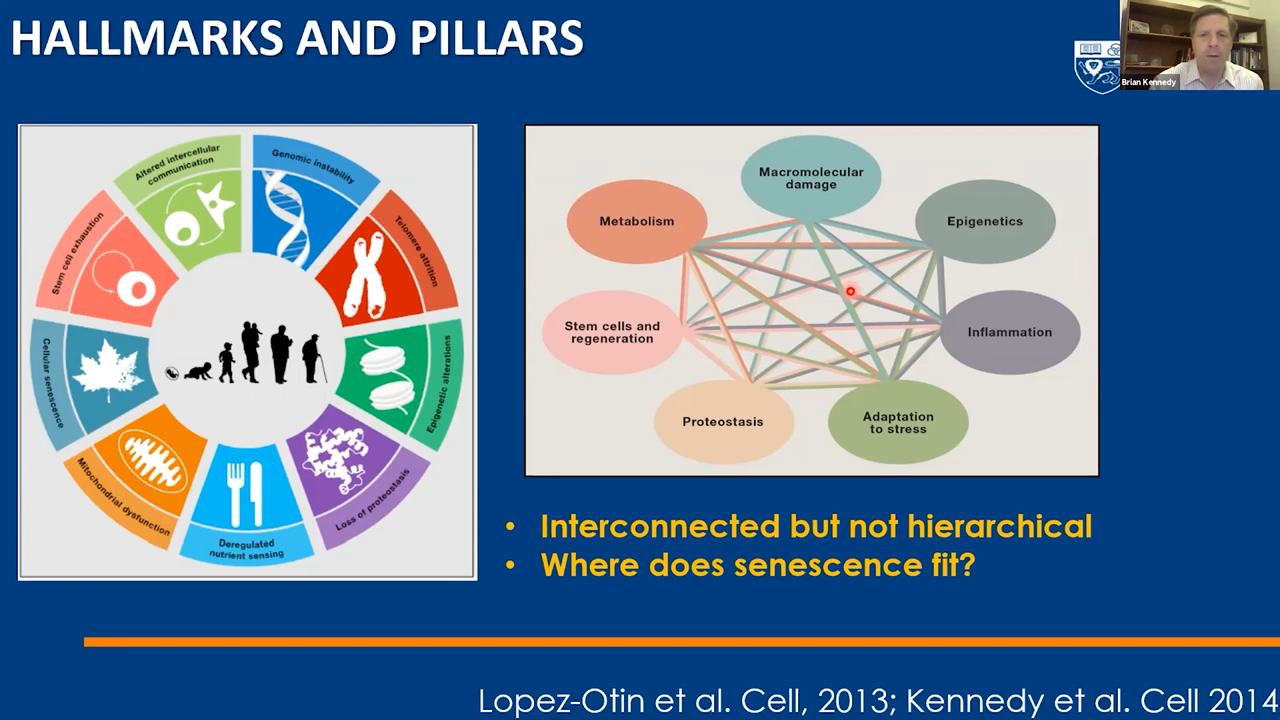 HALLMARKS AND PILLARS
Brian Kennedy
Altered intercellular
communication
Genomic instability
Telomere attrition
Epigenetic alterations
Loss of proteostasis
Deregulated
nutrient sensing
Mitochondrial dysfunction
Cellular senescence
Stem cell exhaustion
Macromolecular
damage
Metabolism
Epigenetics
Stem cells and
regeneration
Inflammation
Proteostasis
Adaptation
to stress
• Interconnected but not hierarchical
• Where does senescence fit?
Lopez-Otin et al. Cell, 2013; Kennedy et al. Cell 2014